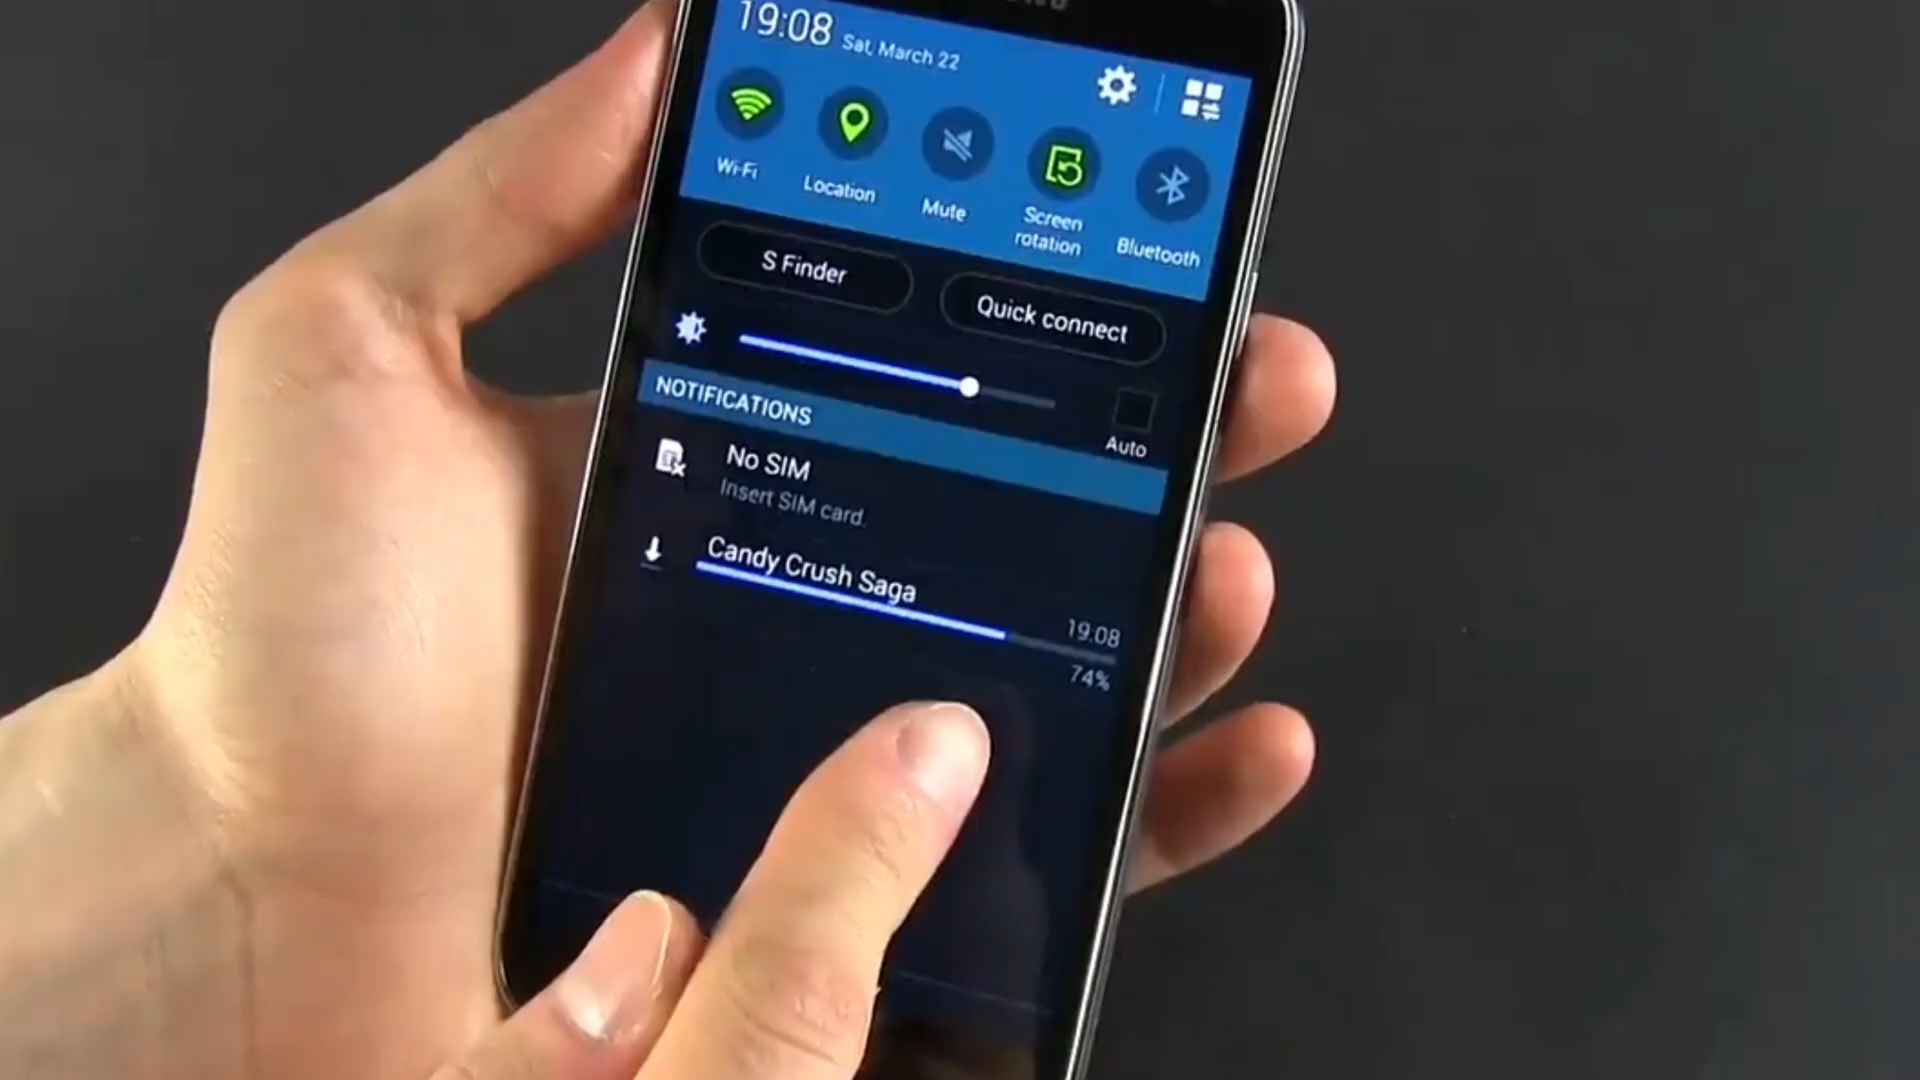 19:08 Sat, March 22
Wi-Fi
Location
Mute
Screen
rotation
Bluetooth
S Finder
Quick connect
Auto
NOTIFICATIONS
No SIM
Insert SIM card.
Candy Crush Saga
19.08
74%